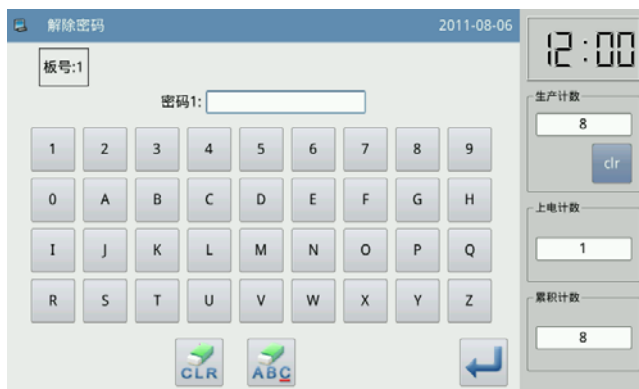 解除密码
2011-08-06
板号:1
密码1:
1 2 3 4 5 6 7 8 9
0 A B C D E F G H
I J K L M N O P Q
R S T U V W X Y Z
CLR
ABC
12:00
生产计数
8
clr
上电计数
1
累积计数
8